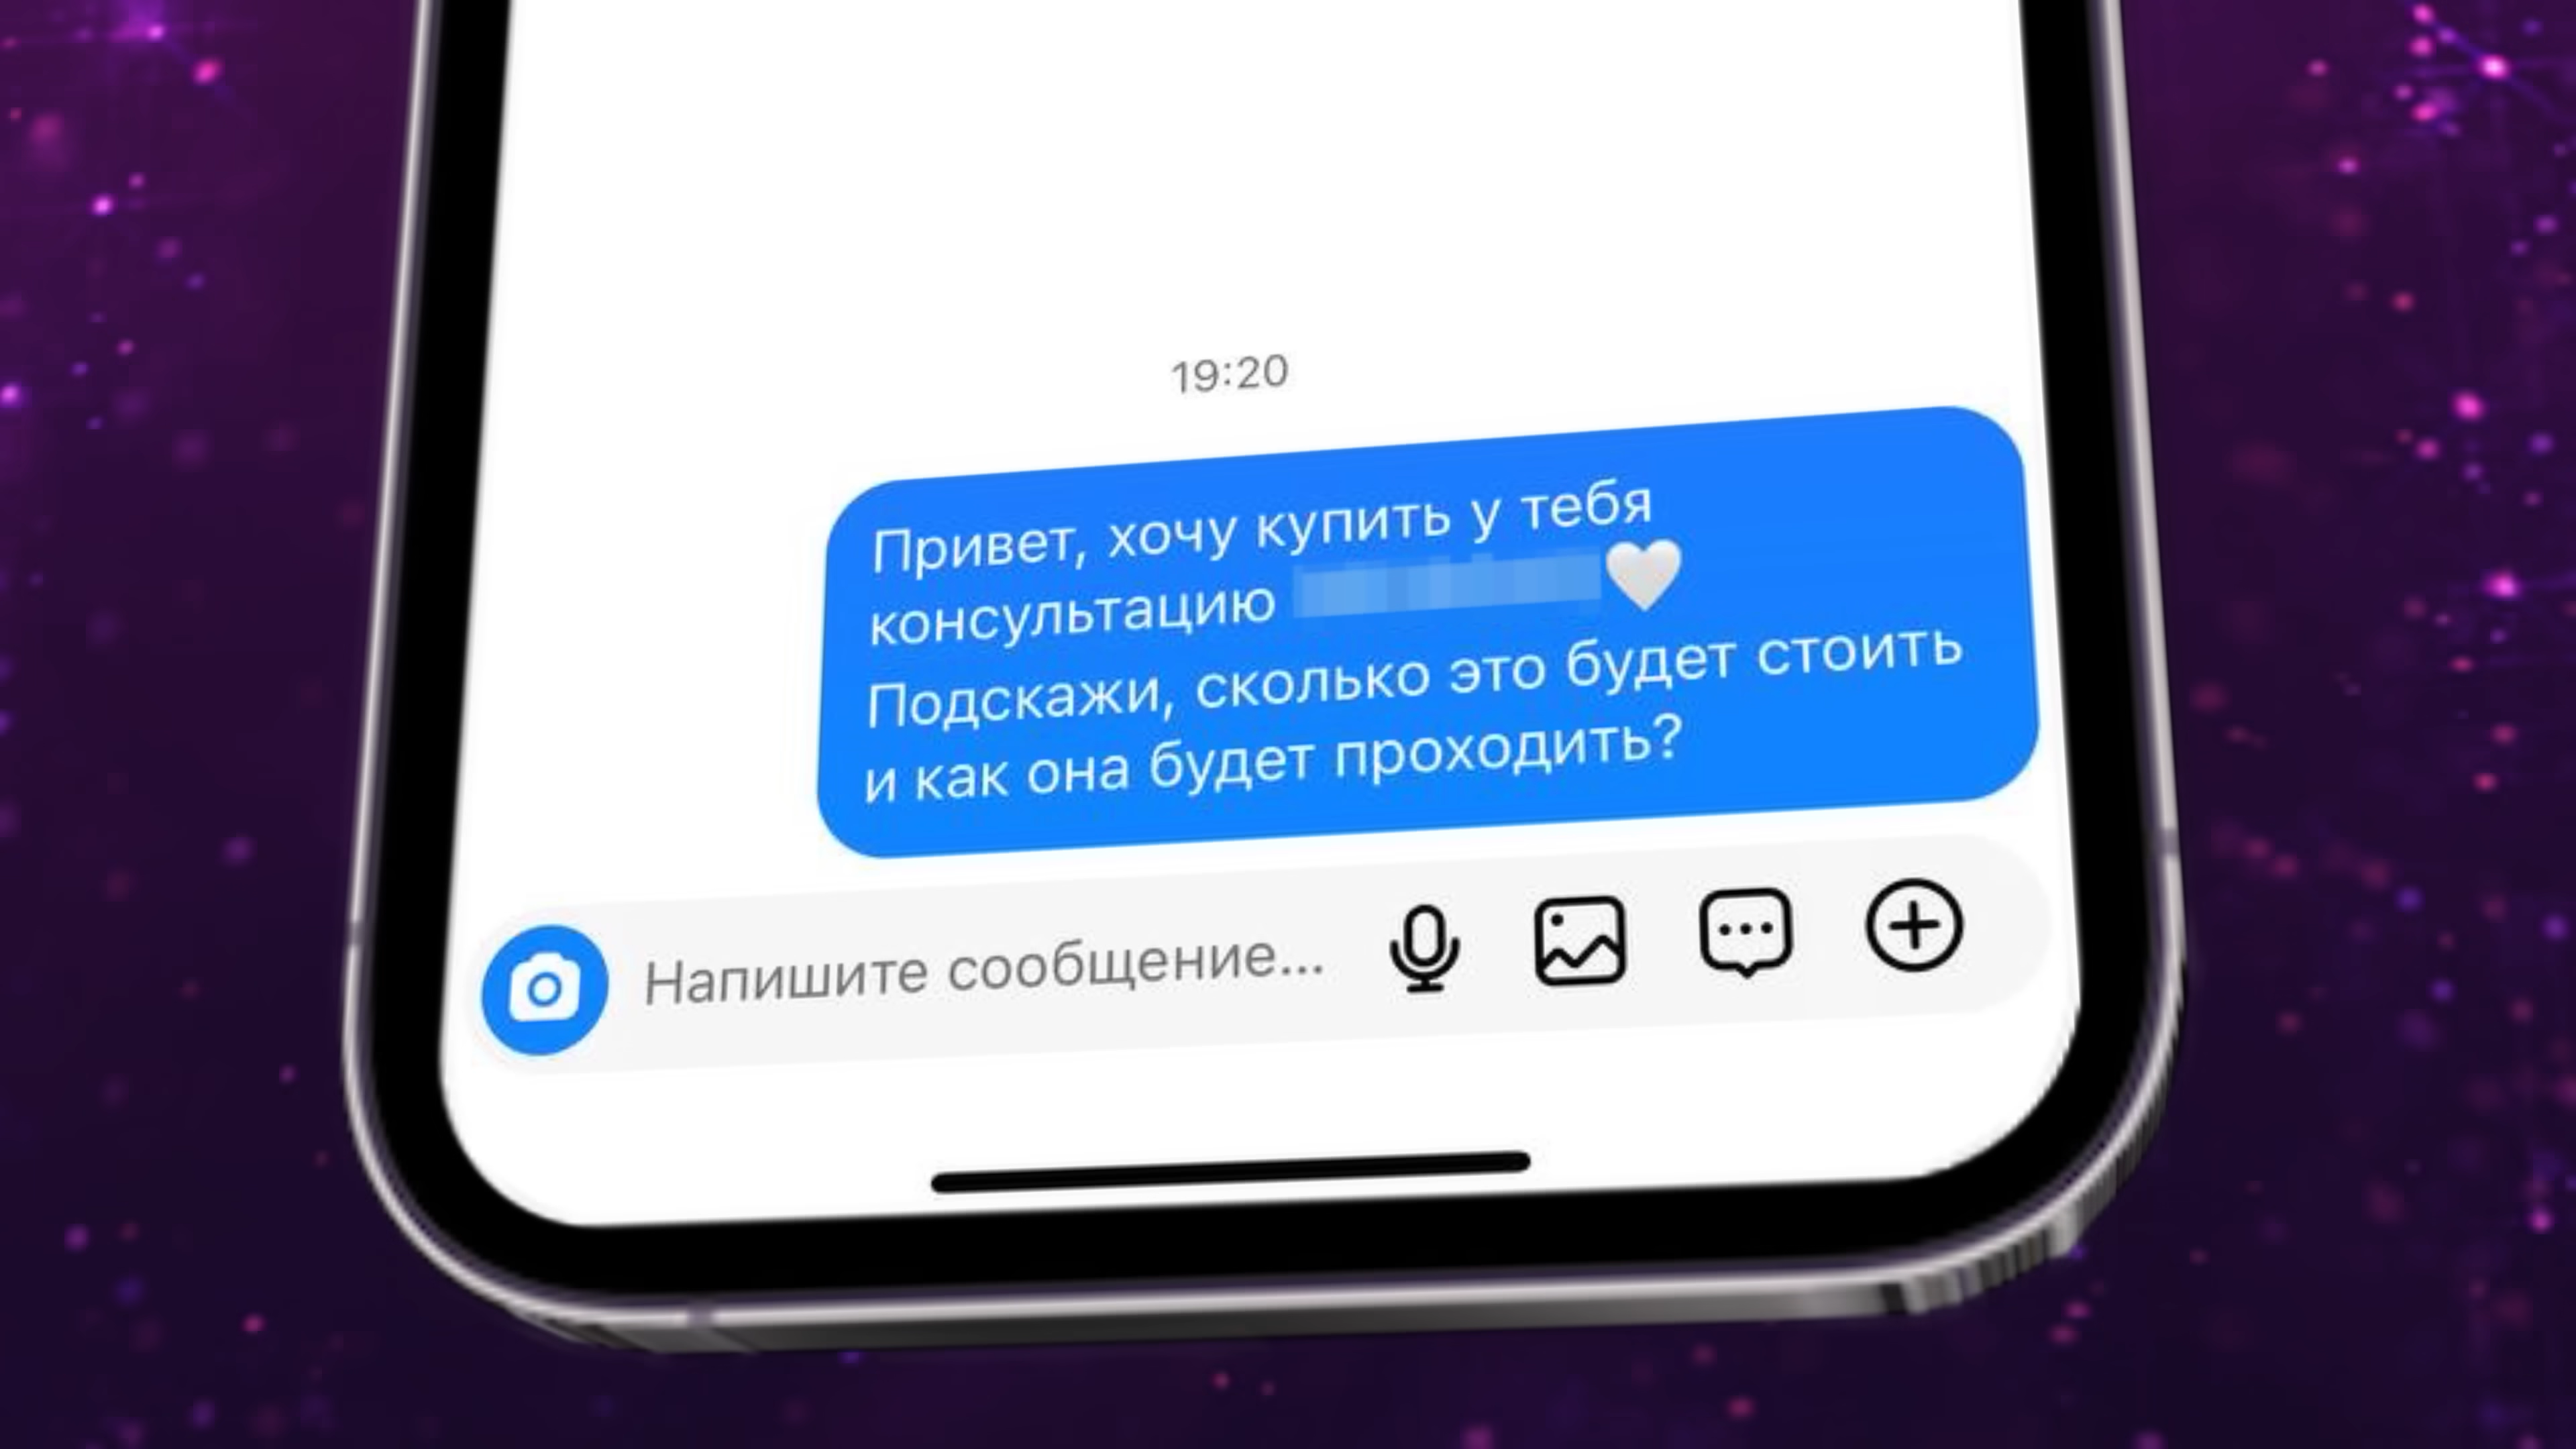 19:20
Привет, хочу купить у тебя
консультацию 🤍
Подскажи, сколько это будет стоить
и как она будет проходить?
Напишите сообщение...